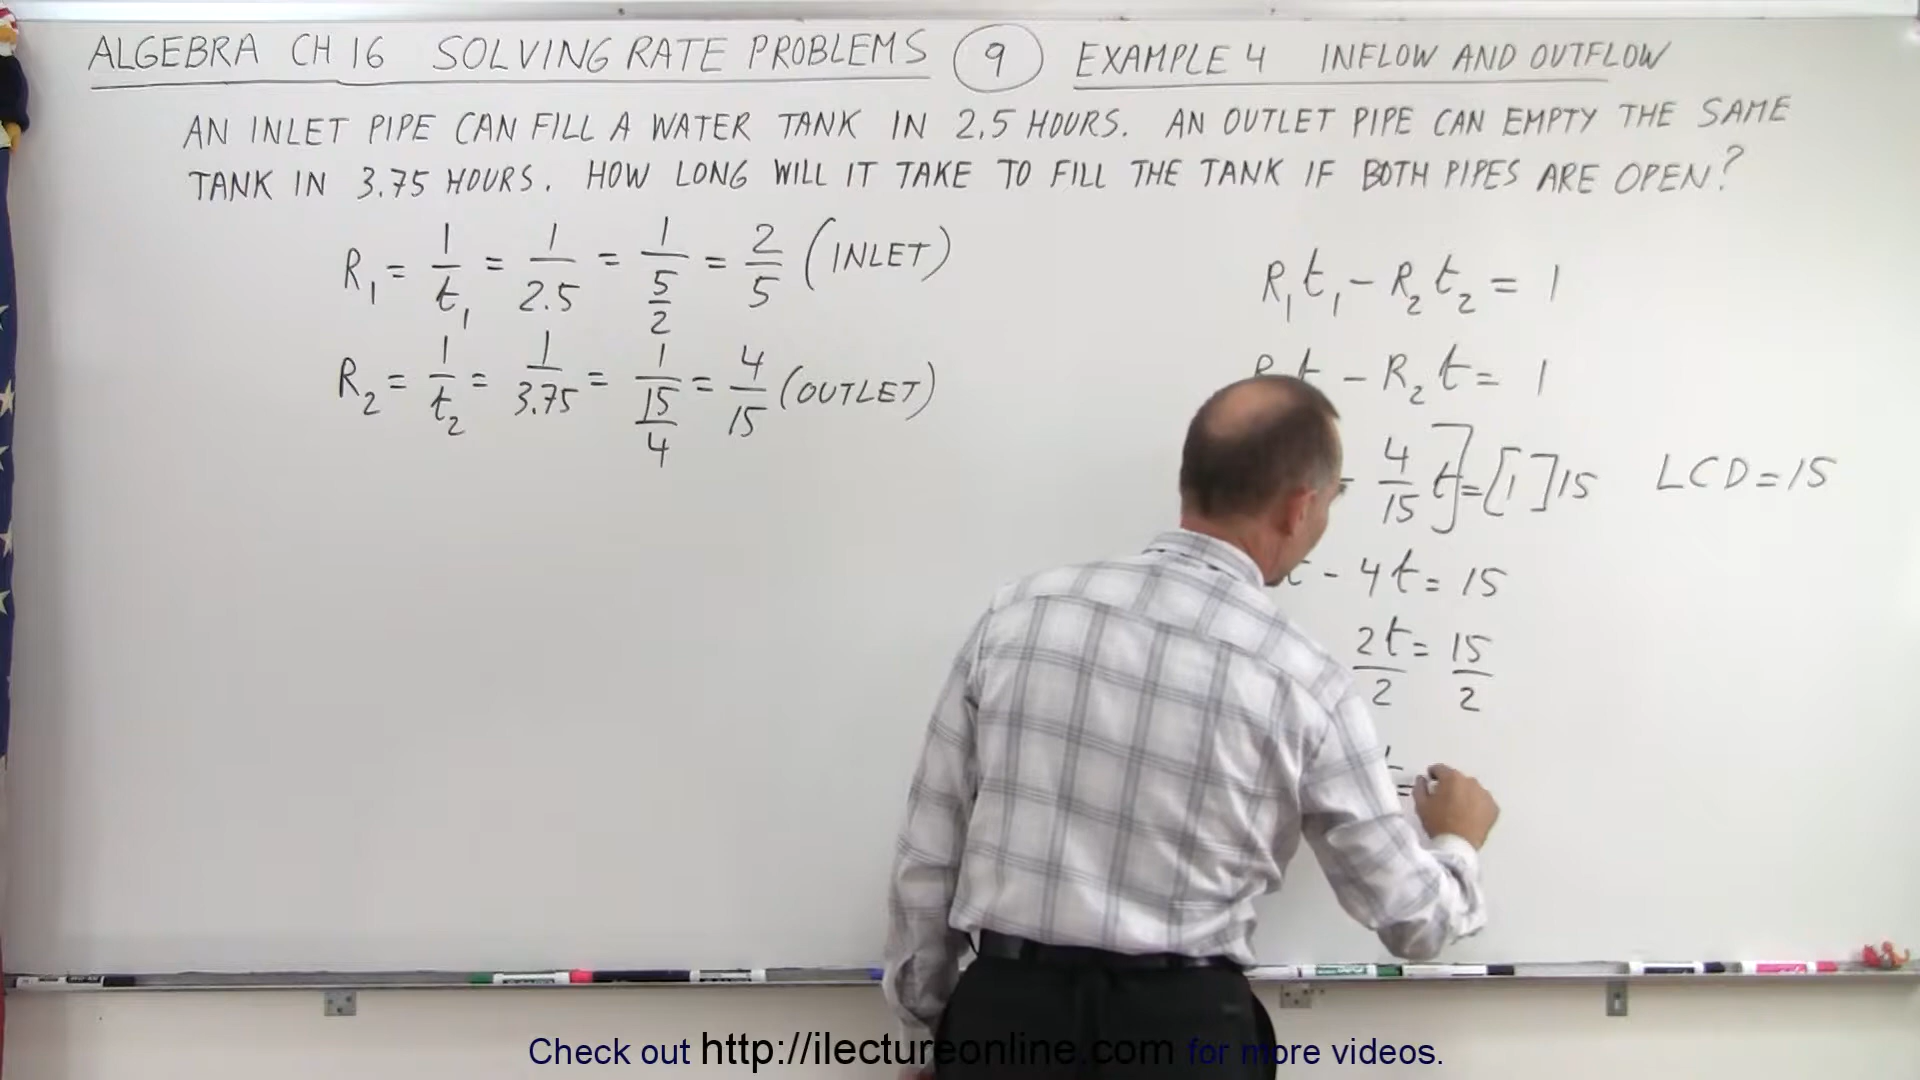 ALGEBRA CH 16 SOLVING RATE PROBLEMS 9 EXAMPLE 4 INFLOW AND OUTFLOW
AN INLET PIPE CAN FILL A WATER TANK IN 2.5 HOURS. AN OUTLET PIPE CAN EMPTY THE SAME
TANK IN 3.75 HOURS. HOW LONG WILL IT TAKE TO FILL THE TANK IF BOTH PIPES ARE OPEN?
R₁ = 1/t₁ = 1/2.5 = 1/(5/2) = 2/5 (INLET)
R₂ = 1/t₂ = 1/3.75 = 1/(15/4) = 4/15 (OUTLET)
R₁t₁ - R₂t₂ = 1
- R₂t = 1
- 4/15 t] = [1]15 LCD = 15
t - 4t = 15
2t/2 = 15/2
t =
Check out http://ilectureonline.com for more videos.